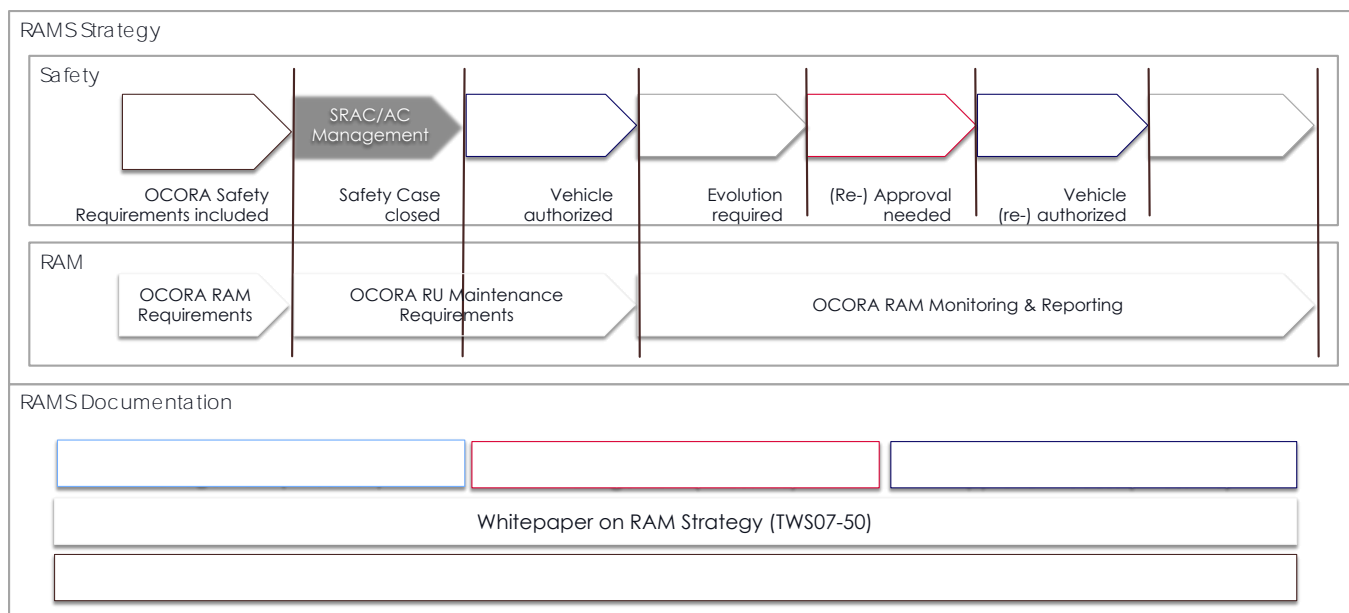 RAMS Strategy
Safety
SRAC/AC
Management
OCORA Safety
Requirements included
Safety Case
closed
Vehicle
authorized
Evolution
required
(Re-) Approval
needed
Vehicle
(re-) authorized
RAM
OCORA RAM
Requirements
OCORA RU Maintenance
Requirements
OCORA RAM Monitoring & Reporting
RAMS Documentation
Whitepaper on RAM Strategy (TWS07-50)